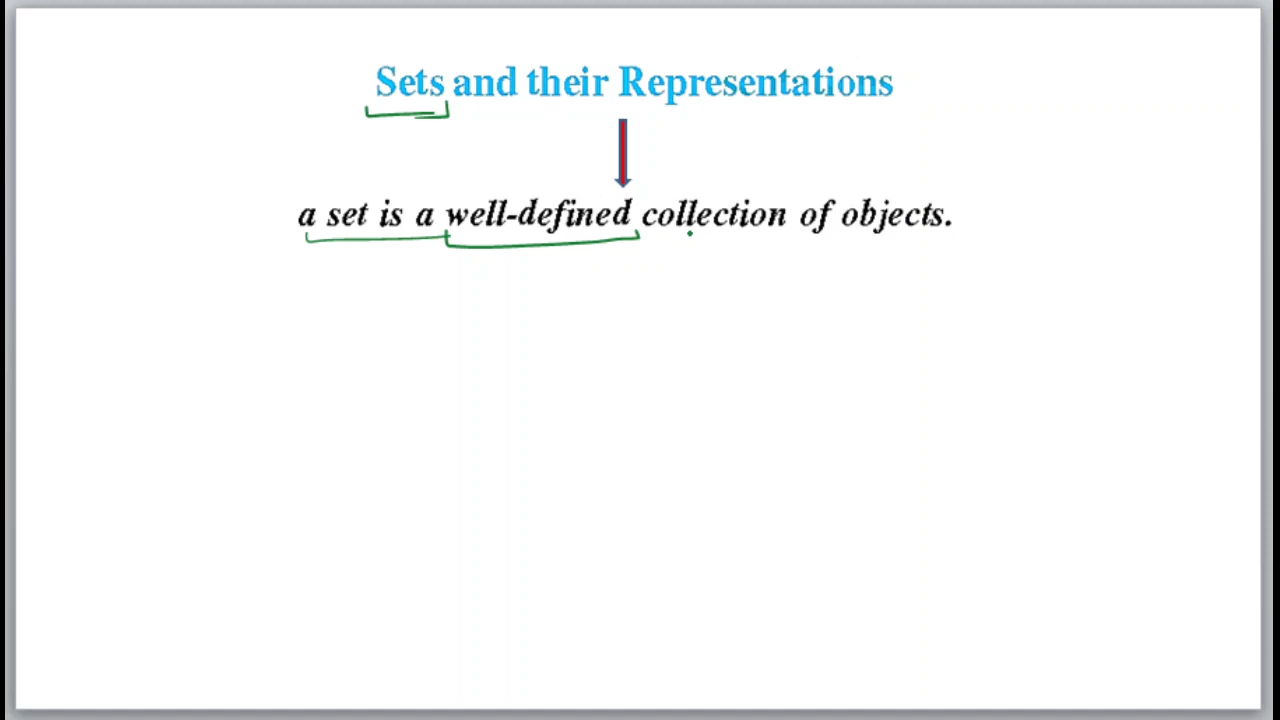 Sets and their Representations
a set is a well-defined collection of objects.